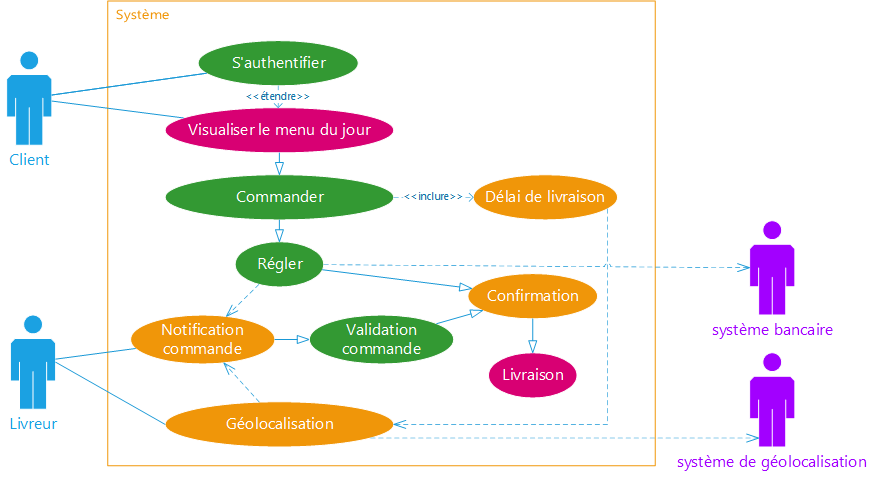 Système
S'authentifier
<<étendre>>
Visualiser le menu du jour
Client
Commander
<<inclure>>
Délai de livraison
Régler
Confirmation
système bancaire
Notification
commande
Validation
commande
Livraison
Livreur
Géolocalisation
système de géolocalisation